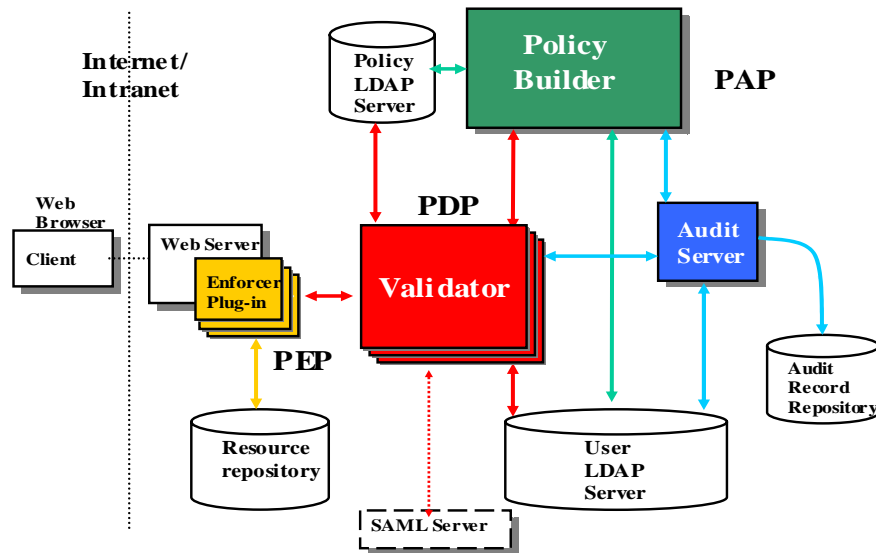 Internet/
Intranet
Policy
LDAP
Server
Policy
Builder
PAP
Web
Browser
Client
Web Server
Enforcer
Plug-in
PEP
PDP
Validator
Audit
Server
Audit
Record
Repository
Resource
repository
User
LDAP
Server
SAML Server